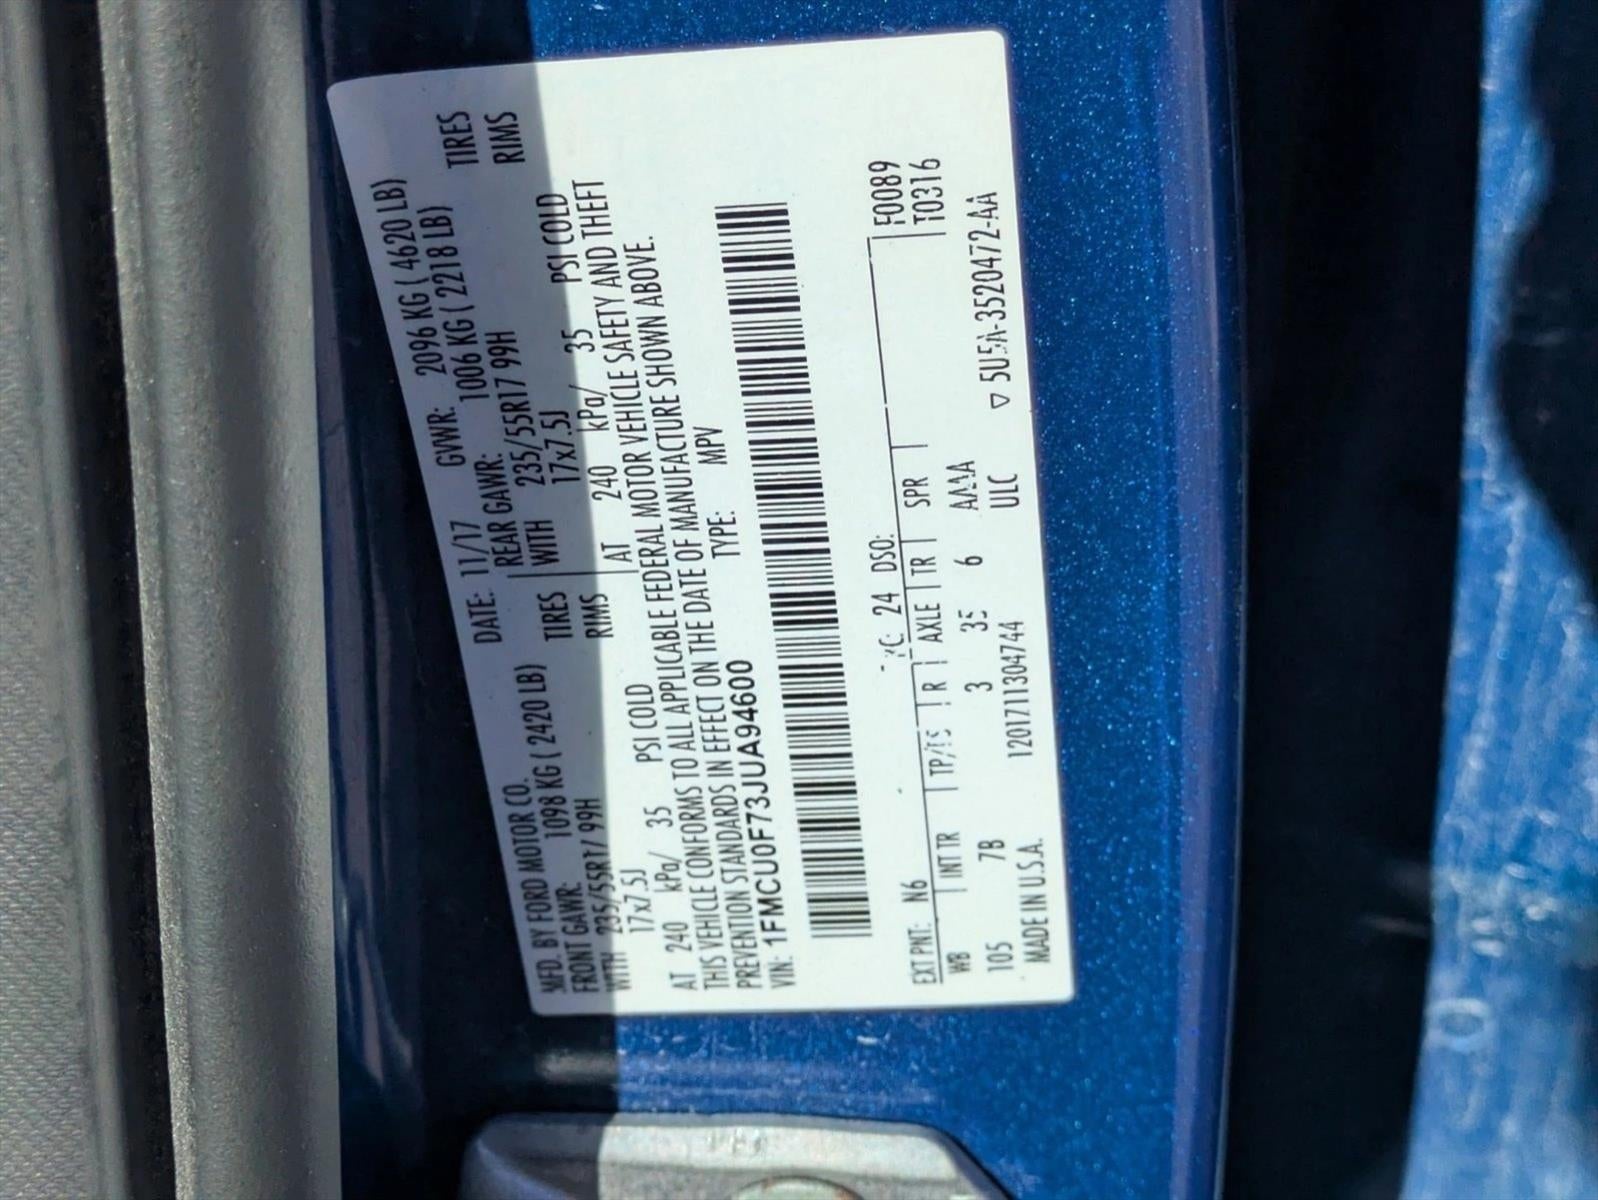 MFD. BY FORD MOTOR CO. DATE: 11/17 GVWR: 2096 KG ( 4620 LB)
FRONT GAWR: 1098 KG ( 2420 LB) REAR GAWR: 1006 KG ( 2218 LB)
WITH 235/55R17 99H TIRES WITH 235/55R17 99H TIRES
17x7.5J RIMS 17x7.5J RIMS
AT 240 kPa/ 35 PSI COLD AT 240 kPa/ 35 PSI COLD
THIS VEHICLE CONFORMS TO ALL APPLICABLE FEDERAL MOTOR VEHICLE SAFETY AND THEFT
PREVENTION STANDARDS IN EFFECT ON THE DATE OF MANUFACTURE SHOWN ABOVE.
VIN: 1FMCU0F73JUA94600 TYPE: MPV
EXT PNT: N6 RC: 24 DSO: F0089
WB INT TR TP/PS R AXLE TR SPR T0316
105 7B 3 35 6 AAAA
MADE IN U.S.A. 1201711304744 ULC ▽ 5U5A-3520472-AA